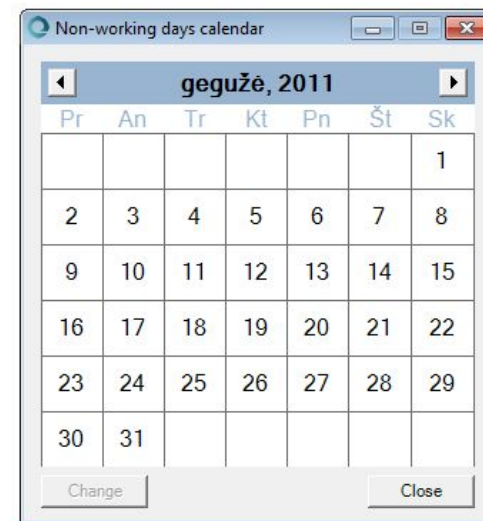 Non-working days calendar
gegužė, 2011
Pr An Tr Kt Pn Št Sk
1
2 3 4 5 6 7 8
9 10 11 12 13 14 15
16 17 18 19 20 21 22
23 24 25 26 27 28 29
30 31
Change Close